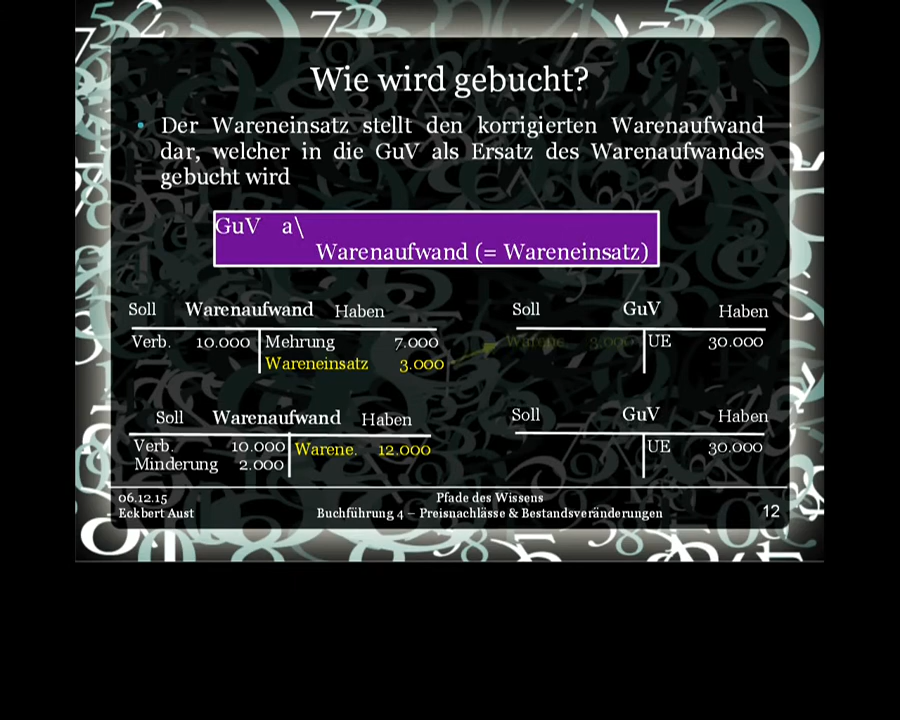 Wie wird gebucht?
• Der Wareneinsatz stellt den korrigierten Warenaufwand
dar, welcher in die GuV als Ersatz des Warenaufwandes
gebucht wird
GuV a\
Warenaufwand (= Wareneinsatz)
Soll Warenaufwand Haben
Verb. 10.000 Mehrung 7.000
Wareneinsatz 3.000
Soll GuV Haben
Warene. 3.000 UE 30.000
Soll Warenaufwand Haben
Verb. 10.000 Warene. 12.000
Minderung 2.000
Soll GuV Haben
UE 30.000
06.12.15
Eckbert Aust
Pfade des Wissens
Buchführung 4 – Preisnachlässe & Bestandsveränderungen
12